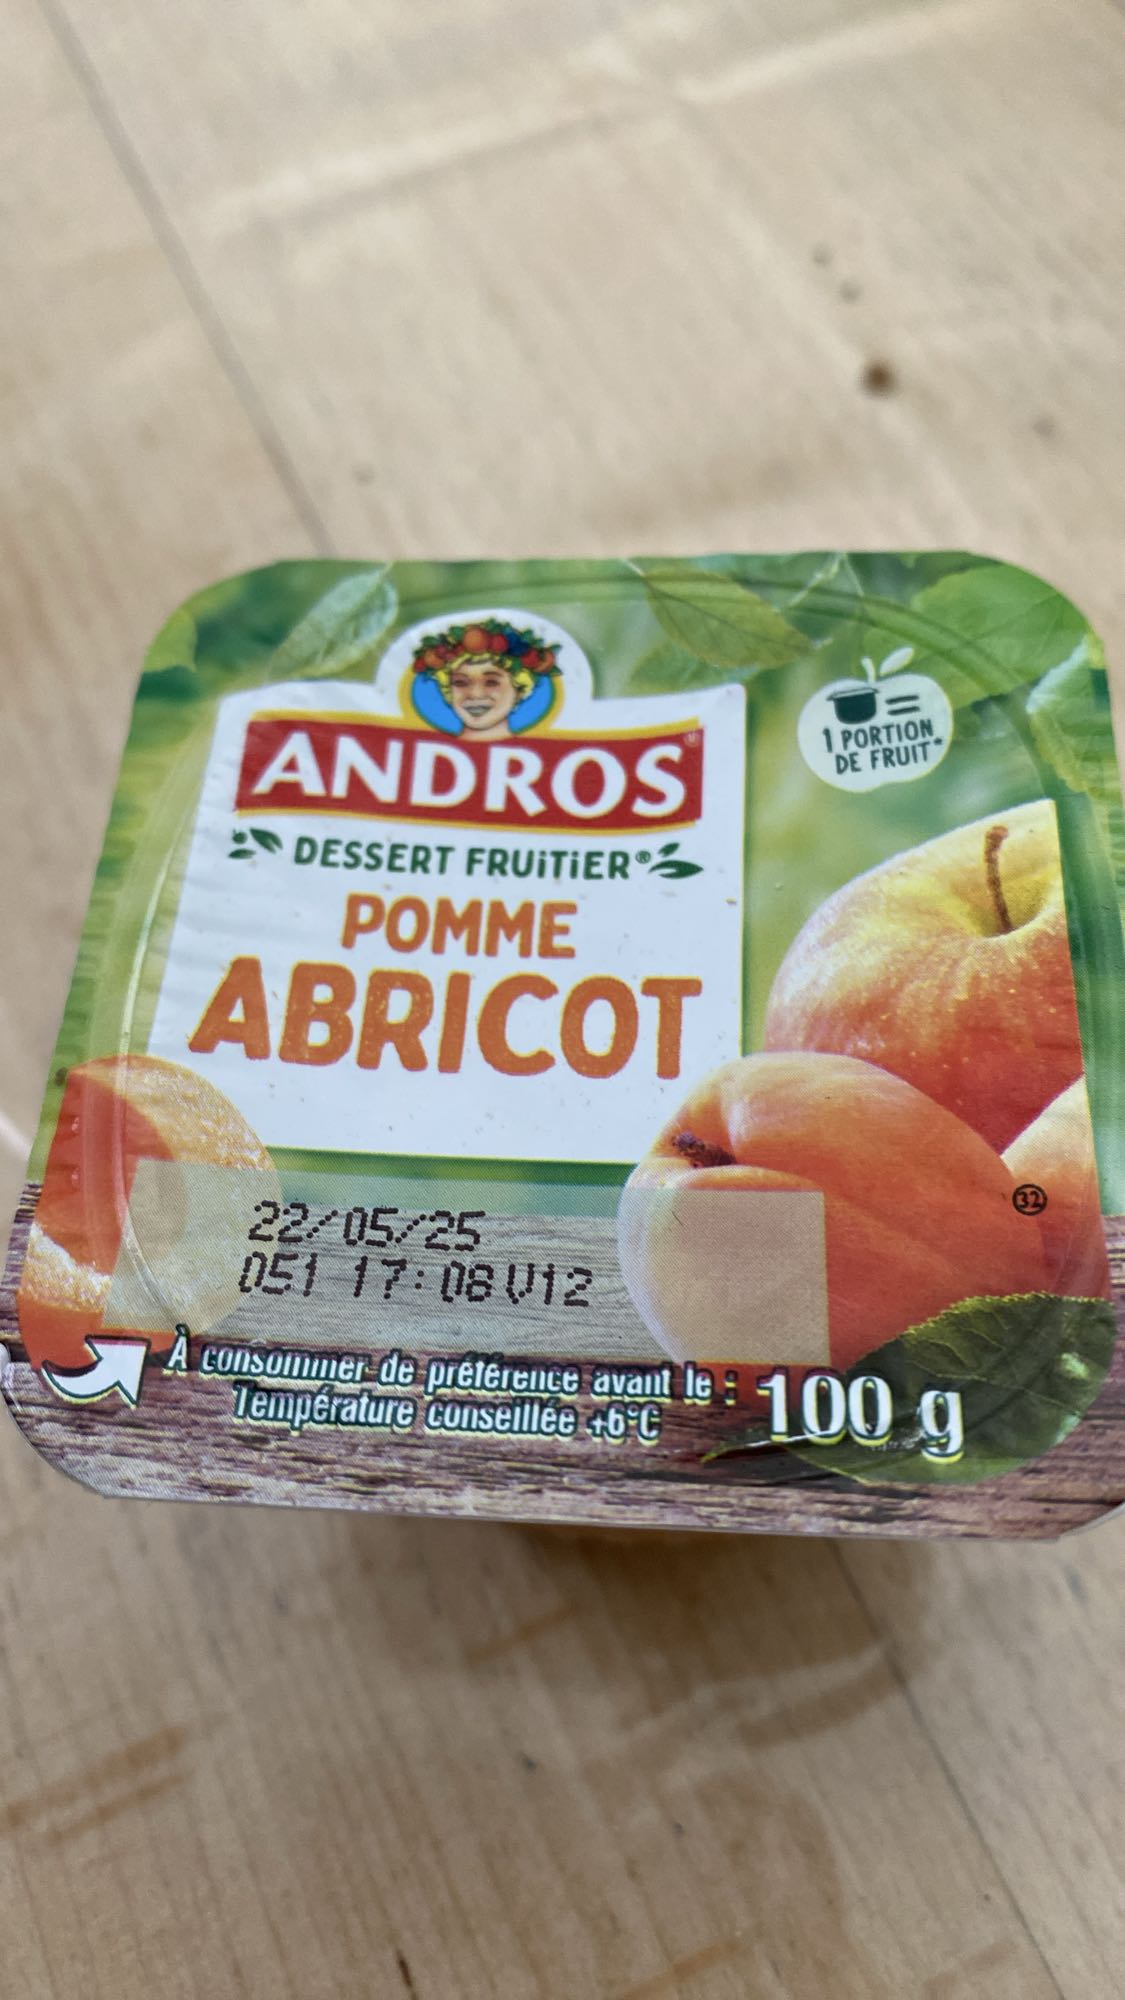 ANDROS®
1 PORTION
DE FRUIT*
DESSERT FRUiTiER®
POMME
ABRICOT
22/05/25
051 17:08 V12
32
À consommer de préférence avant le :
Température conseillée +6°C
100 g